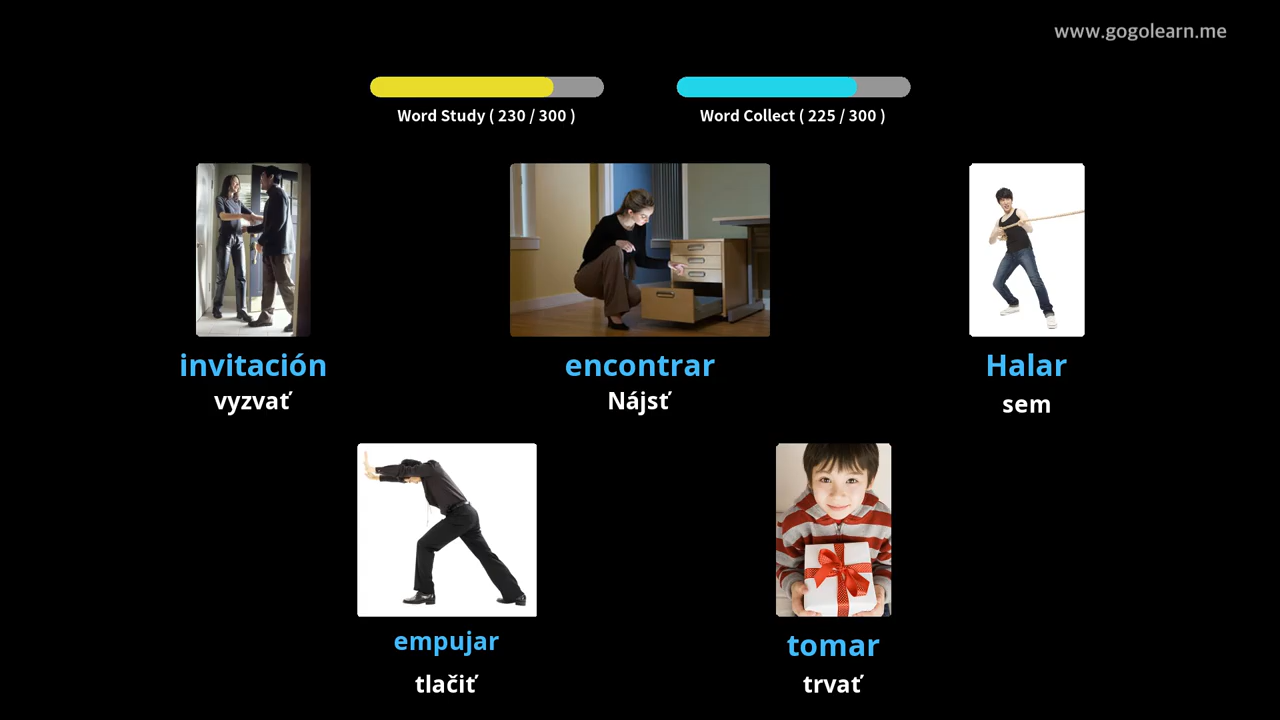 www.gogolearn.me
Word Study ( 230 / 300 )
Word Collect ( 225 / 300 )
invitación
vyzvať
encontrar
Nájsť
Halar
sem
empujar
tlačiť
tomar
trvať